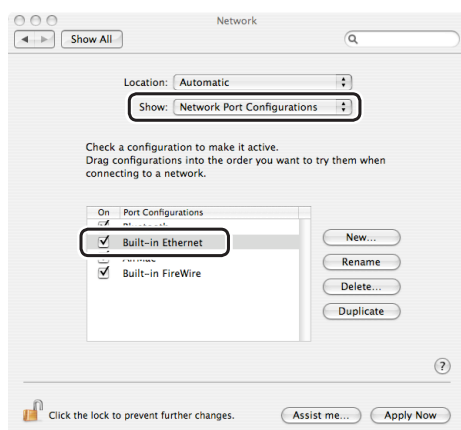 Network
Show All
Location: Automatic
Show: Network Port Configurations
Check a configuration to make it active.
Drag configurations into the order you want to try them when
connecting to a network.
On Port Configurations
Built-in Ethernet
Built-in FireWire
New...
Rename
Delete...
Duplicate
?
Click the lock to prevent further changes.
Assist me...
Apply Now